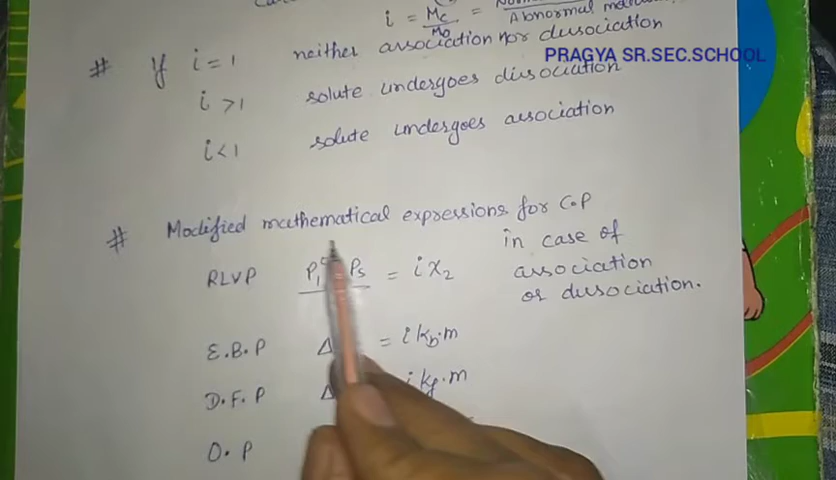 i = Mc/Mo =
Abnormal
# If i = 1 neither association nor dissociation
PRAGYA SR.SEC.SCHOOL
i > 1 solute undergoes dissociation
i < 1 solute undergoes association
# Modified mathematical expressions for C.P
in case of
association
or dissociation.
RLVP = i x₂
E.B.P Δ = i kb.m
D.F.P Δ i kf.m
O.P